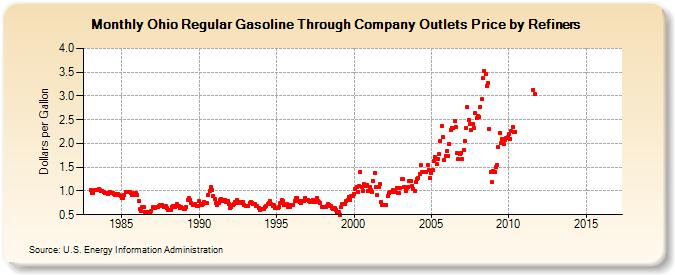 Monthly Ohio Regular Gasoline Through Company Outlets Price by Refiners
Dollars per Gallon
4.0
3.5
3.0
2.5
2.0
1.5
1.0
0.5
1985 1990 1995 2000 2005 2010 2015
Source: U.S. Energy Information Administration